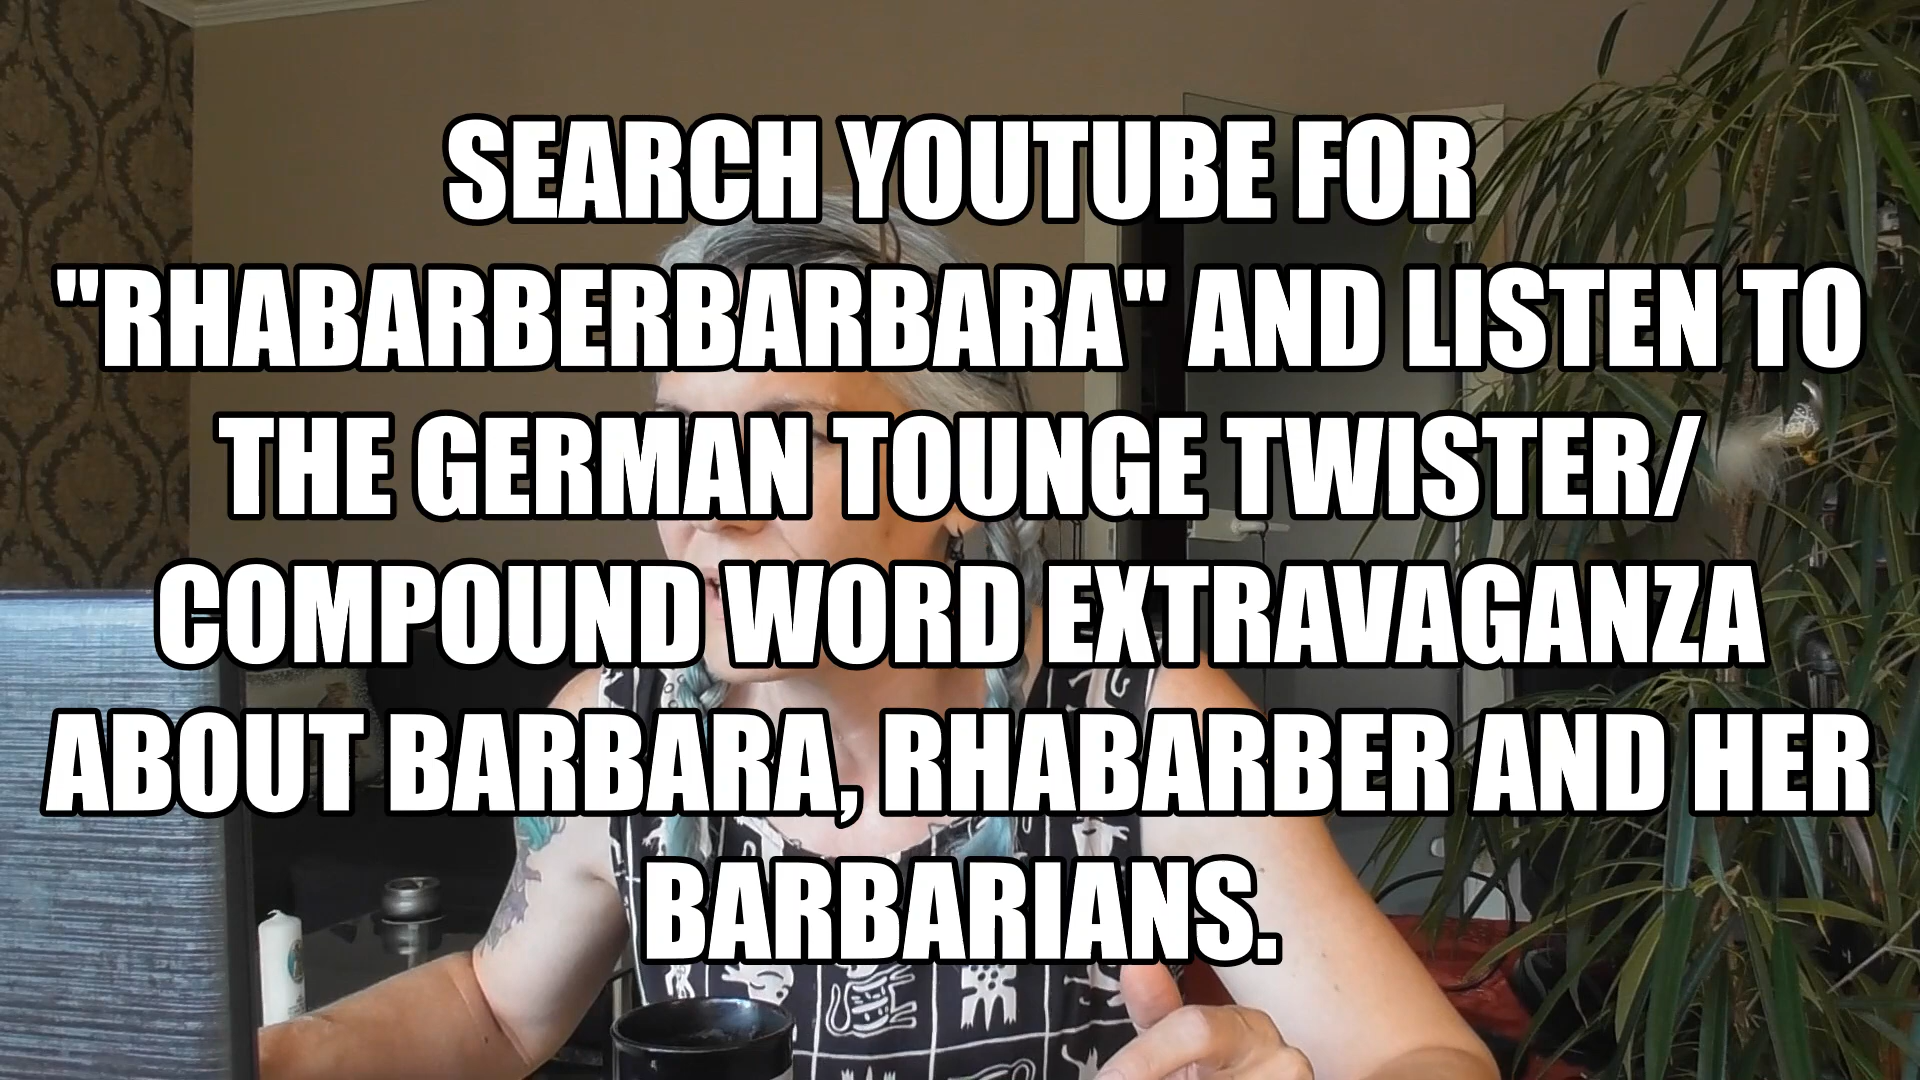 SEARCH YOUTUBE FOR
"RHABARBERBARBARA" AND LISTEN TO
THE GERMAN TOUNGE TWISTER/
COMPOUND WORD EXTRAVAGANZA
ABOUT BARBARA, RHABARBER AND HER
BARBARIANS.